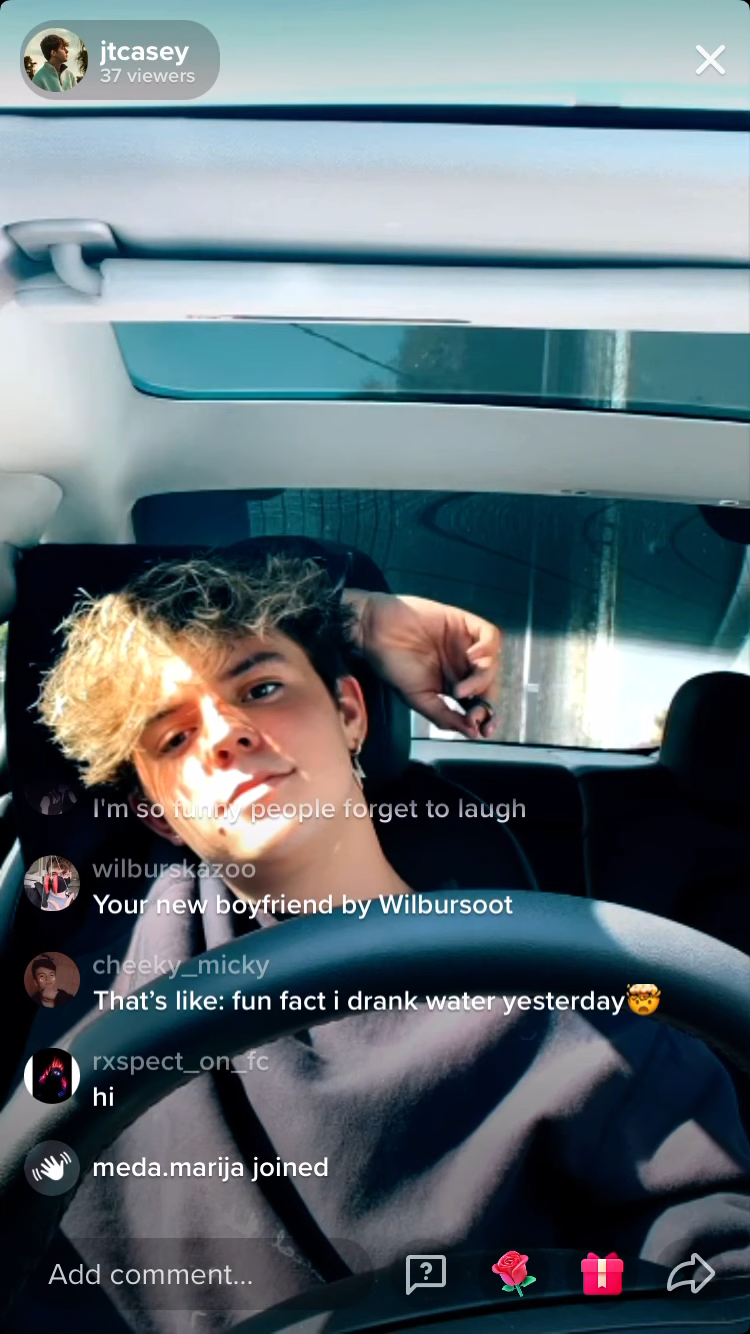 jtcasey
37 viewers
I'm so funny people forget to laugh
wilburskazoo
Your new boyfriend by Wilbursoot
cheeky_micky
That’s like: fun fact i drank water yesterday🤯
rxspect_on_fc
hi
meda.marija joined
Add comment...